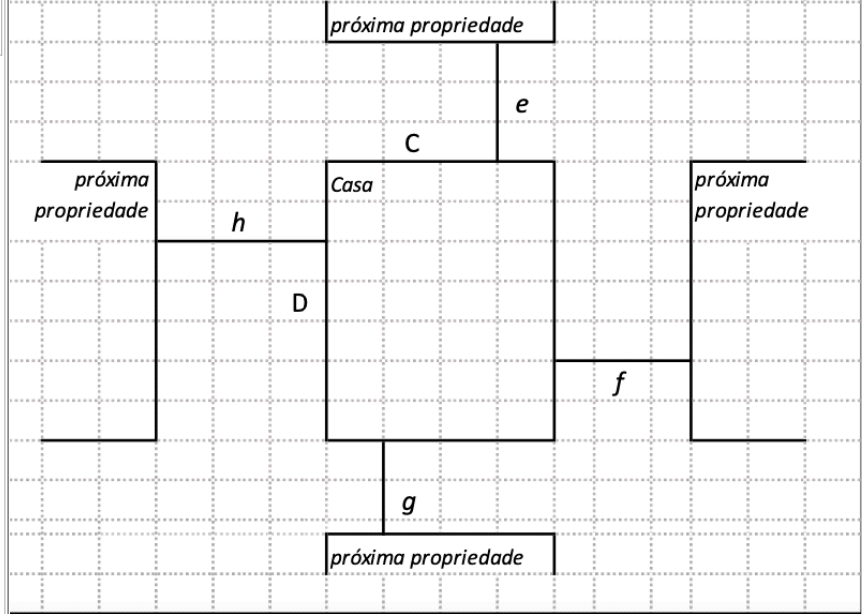 próxima propriedade
e
C
próxima
propriedade
Casa
próxima
propriedade
h
D
f
g
próxima propriedade